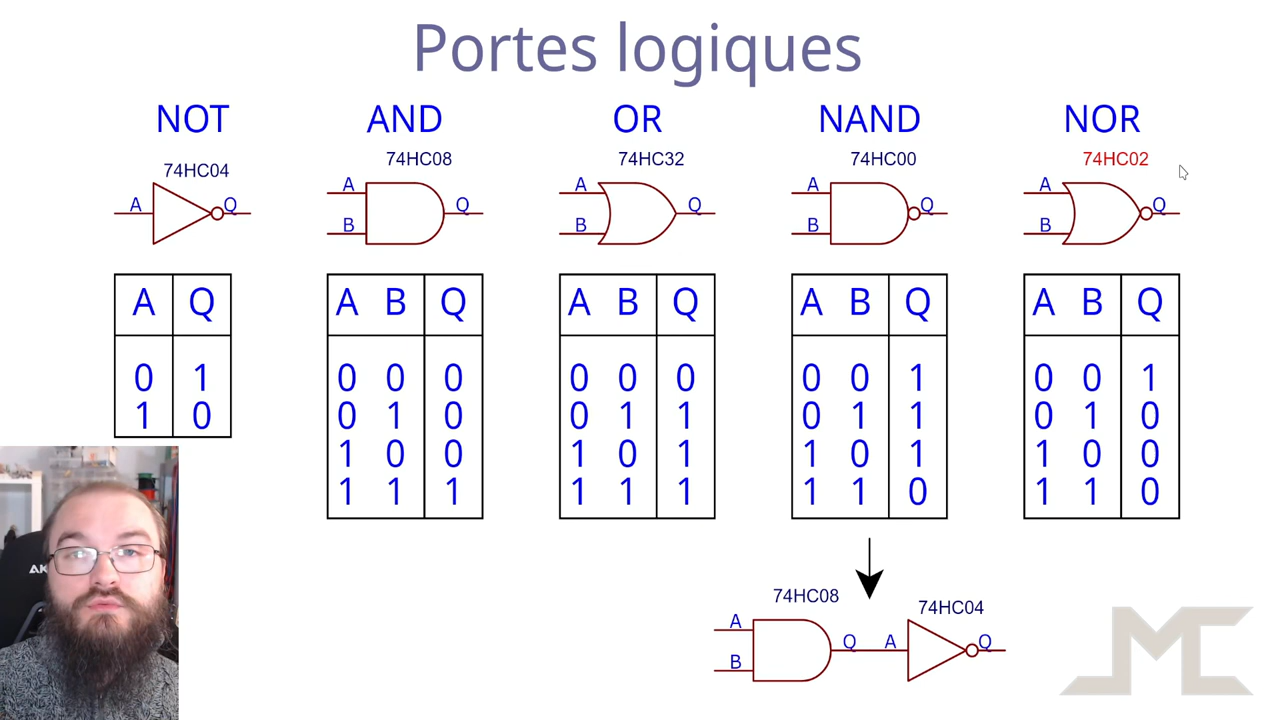 Portes logiques
NOT AND OR NAND NOR
74HC04 74HC08 74HC32 74HC00 74HC02
A Q A B Q A B Q A B Q A B Q
A Q A B Q A B Q A B Q A B Q
0 1 0 0 0 0 0 0 0 0 1 0 0 1
1 0 0 1 0 0 1 1 0 1 1 0 1 0
1 0 0 1 0 1 1 0 1 1 0 0
1 1 1 1 1 1 1 1 0 1 1 0
74HC08 74HC04
A B Q A Q
AK
MC